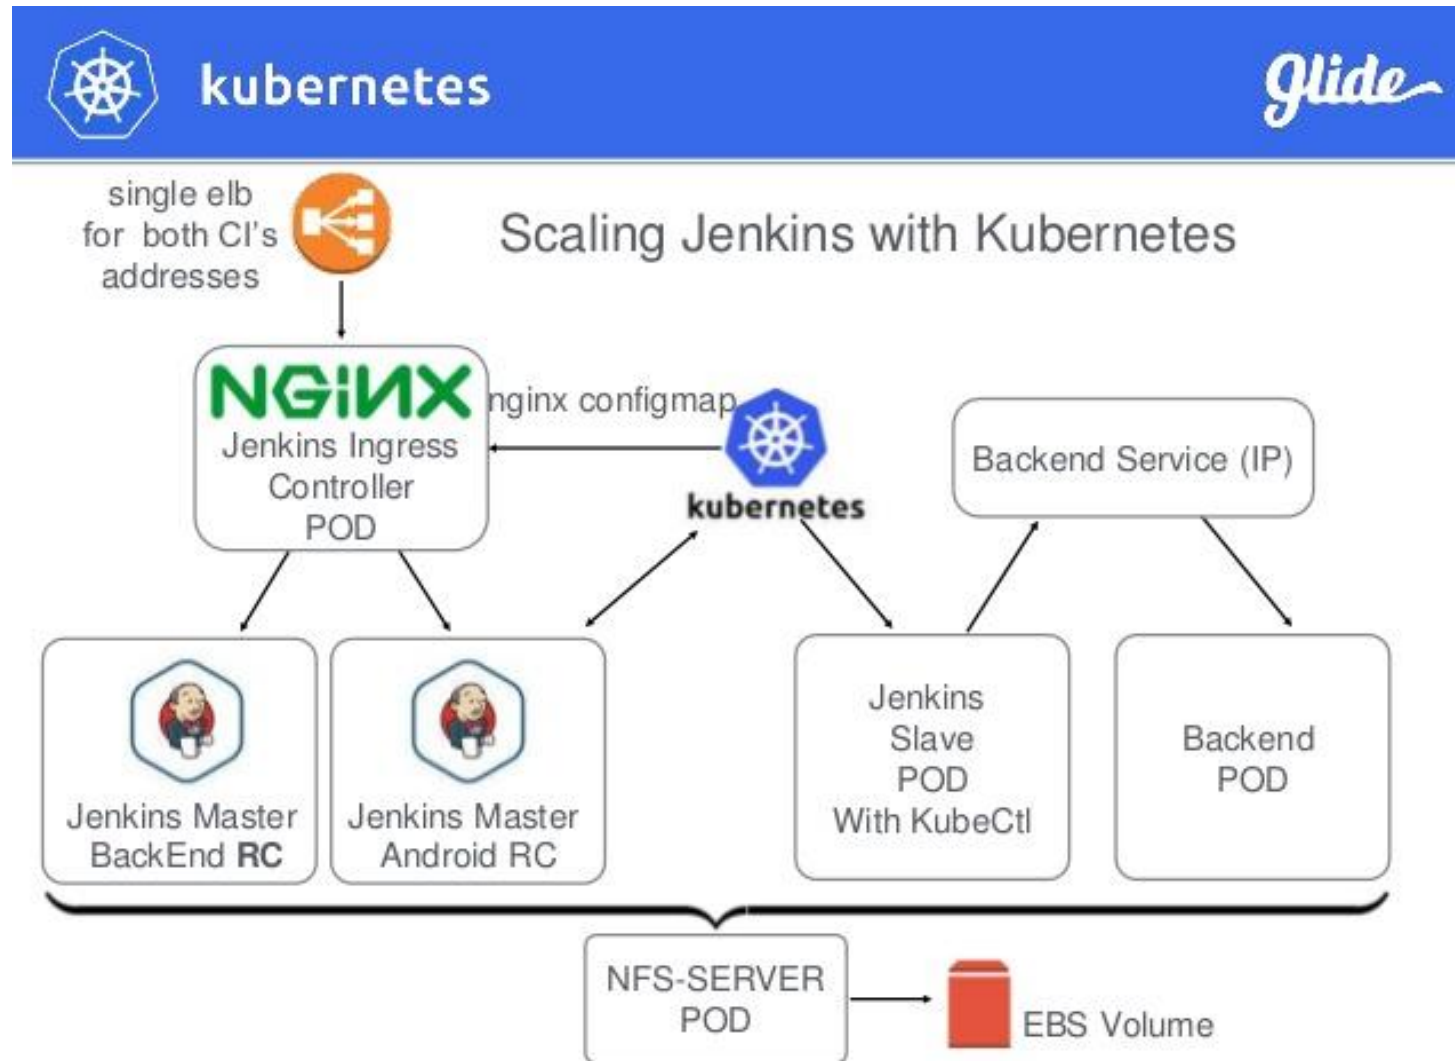 kubernetes
glide
single elb
for both CI's
addresses
Scaling Jenkins with Kubernetes
NGiNX
Jenkins Ingress
Controller
POD
nginx configmap
kubernetes
Backend Service (IP)
Jenkins Master
BackEnd RC
Jenkins Master
Android RC
Jenkins
Slave
POD
With KubeCtl
Backend
POD
NFS-SERVER
POD
EBS Volume